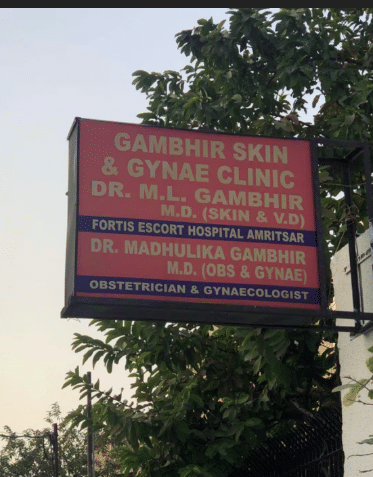 GAMBHIR SKIN
& GYNAE CLINIC
DR. M.L. GAMBHIR
M.D. (SKIN & V.D)
FORTIS ESCORT HOSPITAL AMRITSAR
DR. MADHULIKA GAMBHIR
M.D. (OBS & GYNAE)
OBSTETRICIAN & GYNAECOLOGIST